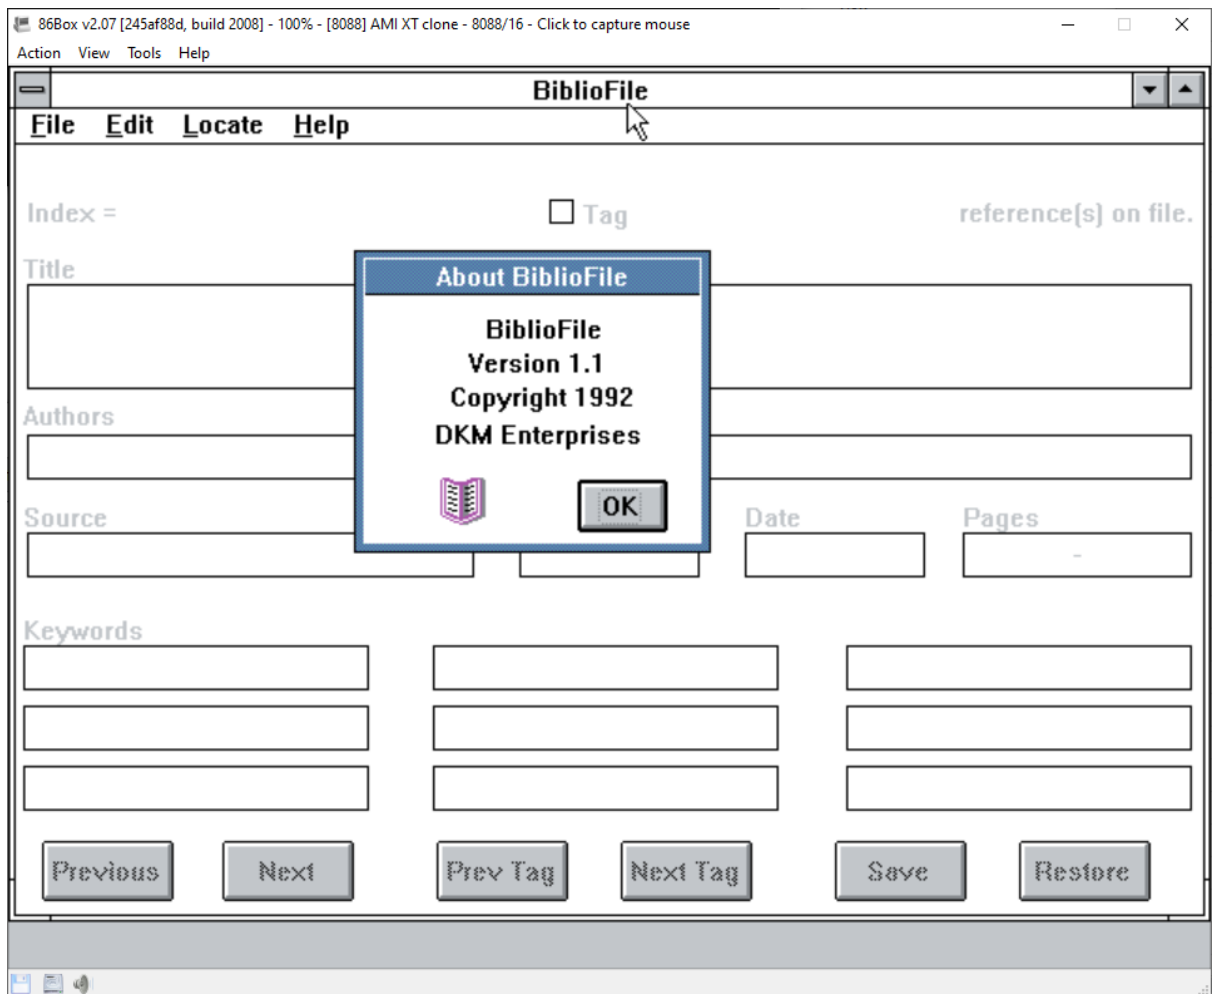 86Box v2.07 [245af88d, build 2008] - 100% - [8088] AMI XT clone - 8088/16 - Click to capture mouse
Action View Tools Help
BiblioFile
File Edit Locate Help
Index = Tag reference(s) on file.
Title
About BiblioFile
BiblioFile
Version 1.1
Copyright 1992
DKM Enterprises
OK
Authors
Source Date Pages
-
Keywords
Previous Next Prev Tag Next Tag Save Restore